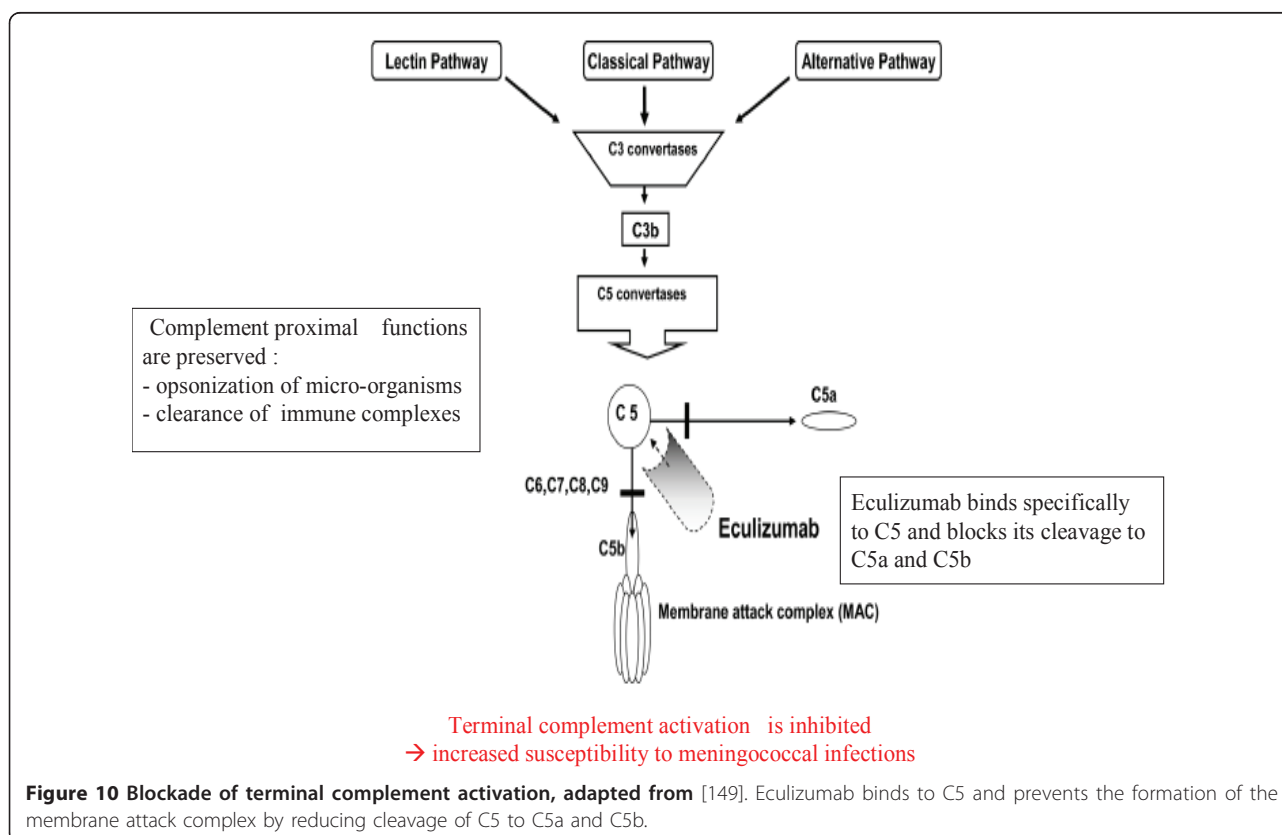 Lectin Pathway
Classical Pathway
Alternative Pathway
C3 convertases
C3b
C5 convertases
Complement proximal functions
are preserved :
- opsonization of micro-organisms
- clearance of immune complexes
C 5
C5a
C6,C7,C8,C9
Eculizumab
C5b
Eculizumab binds specifically
to C5 and blocks its cleavage to
C5a and C5b
Membrane attack complex (MAC)
Terminal complement activation is inhibited
→ increased susceptibility to meningococcal infections
Figure 10 Blockade of terminal complement activation, adapted from [149]. Eculizumab binds to C5 and prevents the formation of the
membrane attack complex by reducing cleavage of C5 to C5a and C5b.